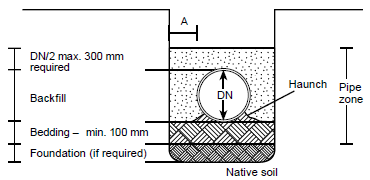 A
DN/2 max. 300 mm
required
Backfill
DN
Haunch
Pipe
zone
Bedding – min. 100 mm
Foundation (if required)
Native soil